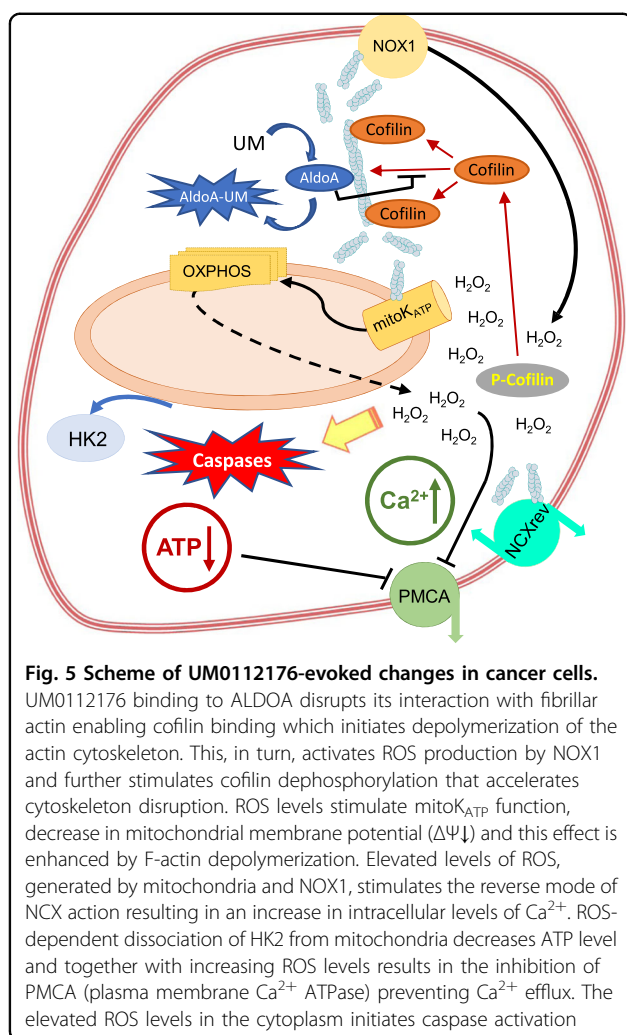 NOX1
UM
Cofilin
AldoA
Cofilin
AldoA-UM
Cofilin
OXPHOS
mitoK_ATP
H₂O₂
H₂O₂
H₂O₂
H₂O₂
P-Cofilin
H₂O₂
H₂O₂
H₂O₂
H₂O₂
HK2
Caspases
Ca²⁺↑
NCXrev
ATP↓
PMCA
Fig. 5 Scheme of UM0112176-evoked changes in cancer cells.
UM0112176 binding to ALDOA disrupts its interaction with fibrillar
actin enabling cofilin binding which initiates depolymerization of the
actin cytoskeleton. This, in turn, activates ROS production by NOX1
and further stimulates cofilin dephosphorylation that accelerates
cytoskeleton disruption. ROS levels stimulate mitoK_ATP function,
decrease in mitochondrial membrane potential (ΔΨ↓) and this effect is
enhanced by F-actin depolymerization. Elevated levels of ROS,
generated by mitochondria and NOX1, stimulates the reverse mode of
NCX action resulting in an increase in intracellular levels of Ca²⁺. ROS-
dependent dissociation of HK2 from mitochondria decreases ATP level
and together with increasing ROS levels results in the inhibition of
PMCA (plasma membrane Ca²⁺ ATPase) preventing Ca²⁺ efflux. The
elevated ROS levels in the cytoplasm initiates caspase activation